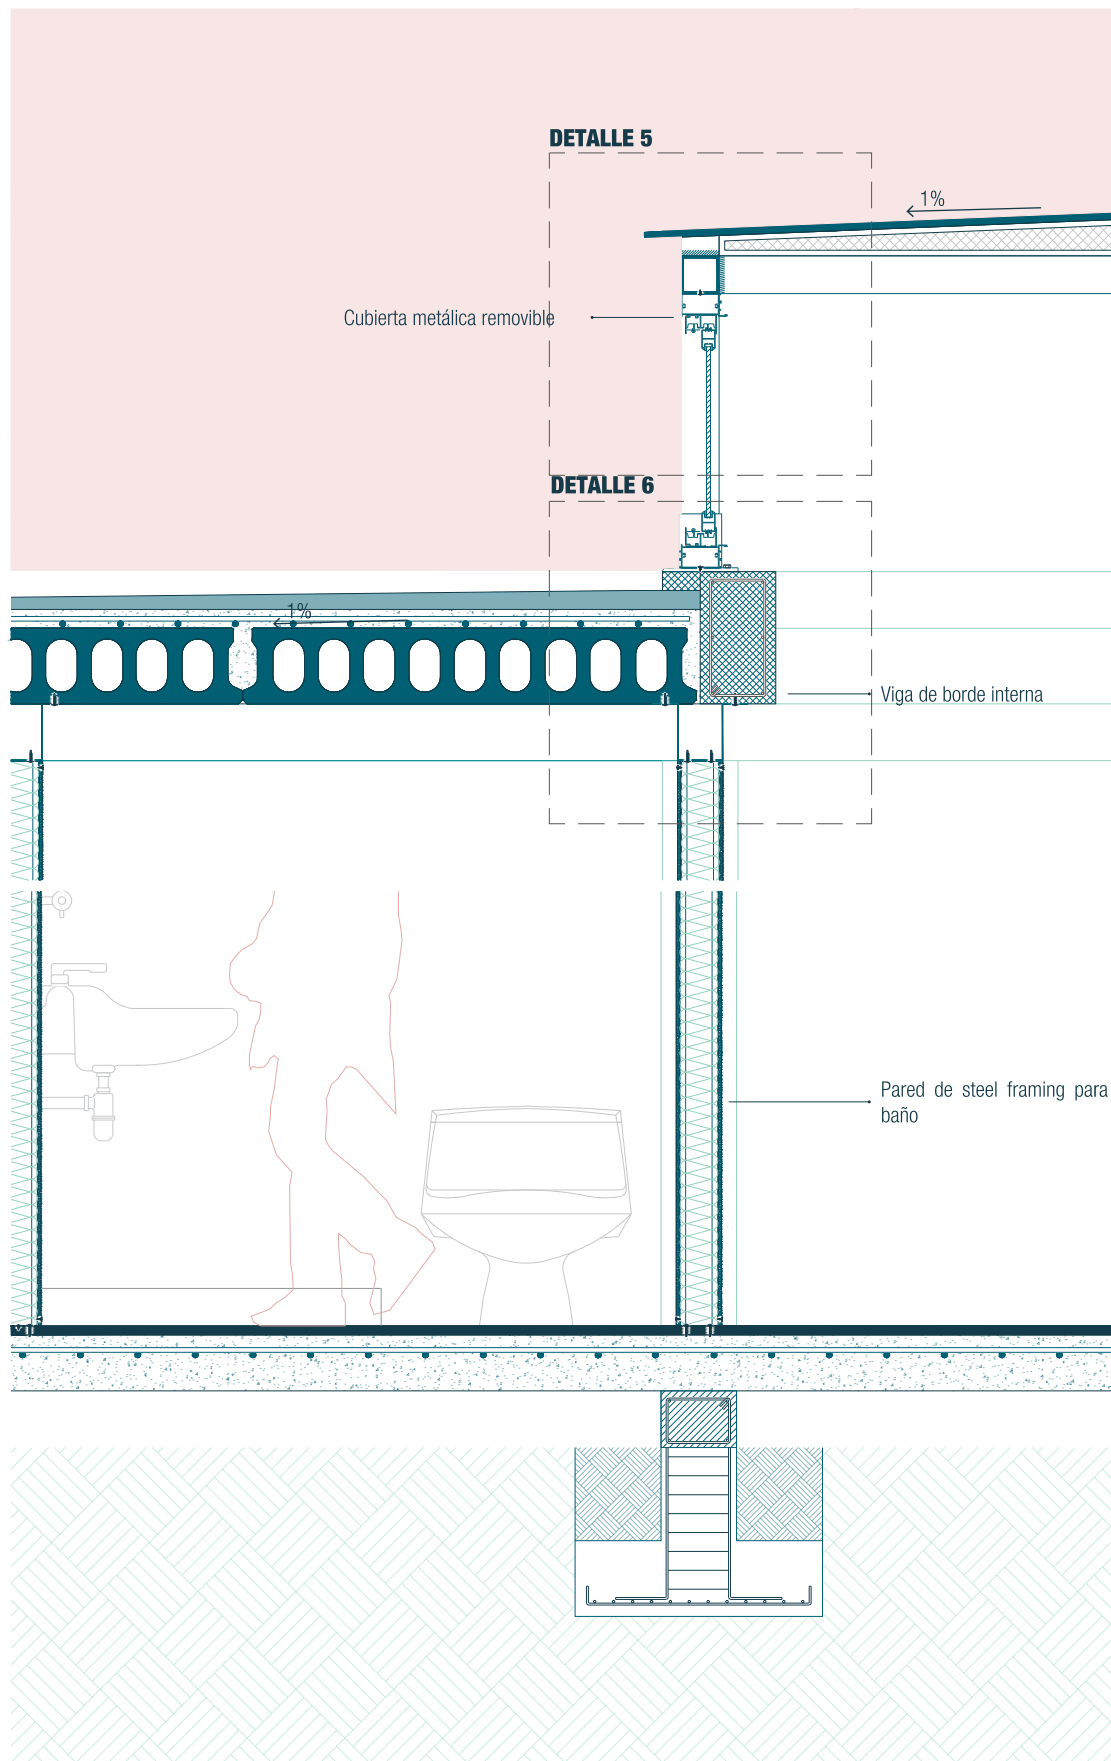 DETALLE 5
1%
Cubierta metálica removible
DETALLE 6
1%
Viga de borde interna
Pared de steel framing para
baño